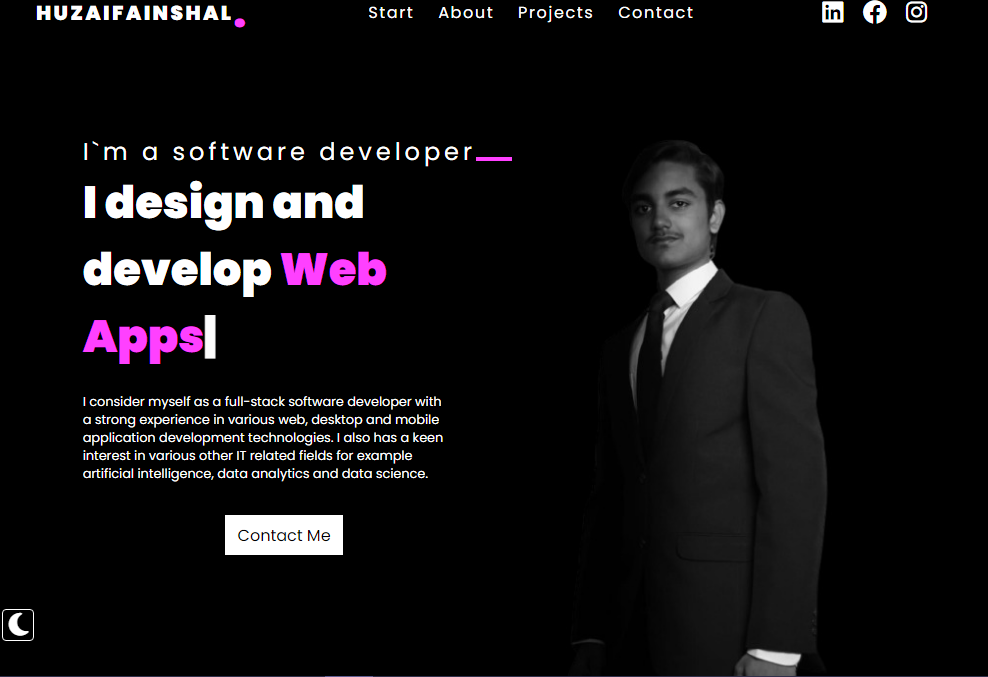 HUZAIFAINSHAL.
Start About Projects Contact
I`m a software developer
I design and
develop Web
Apps|
I consider myself as a full-stack software developer with
a strong experience in various web, desktop and mobile
application development technologies. I also has a keen
interest in various other IT related fields for example
artificial intelligence, data analytics and data science.
Contact Me